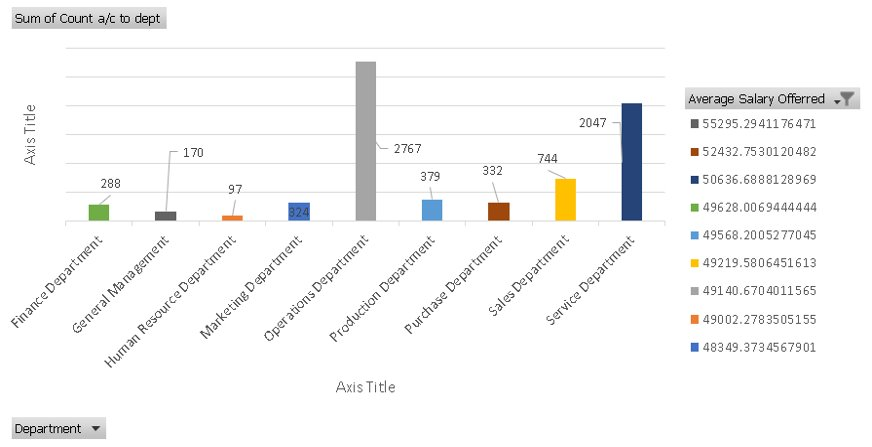 Sum of Count a/c to dept
Axis Title
288
170
97
324
2767
379
332
744
2047
Finance Department
General Management
Human Resource Department
Marketing Department
Operations Department
Production Department
Purchase Department
Sales Department
Service Department
Axis Title
Average Salary Offerred
55295.2941176471
52432.7530120482
50636.6888128969
49628.0069444444
49568.2005277045
49219.5806451613
49140.6704011565
49002.2783505155
48349.3734567901
Department